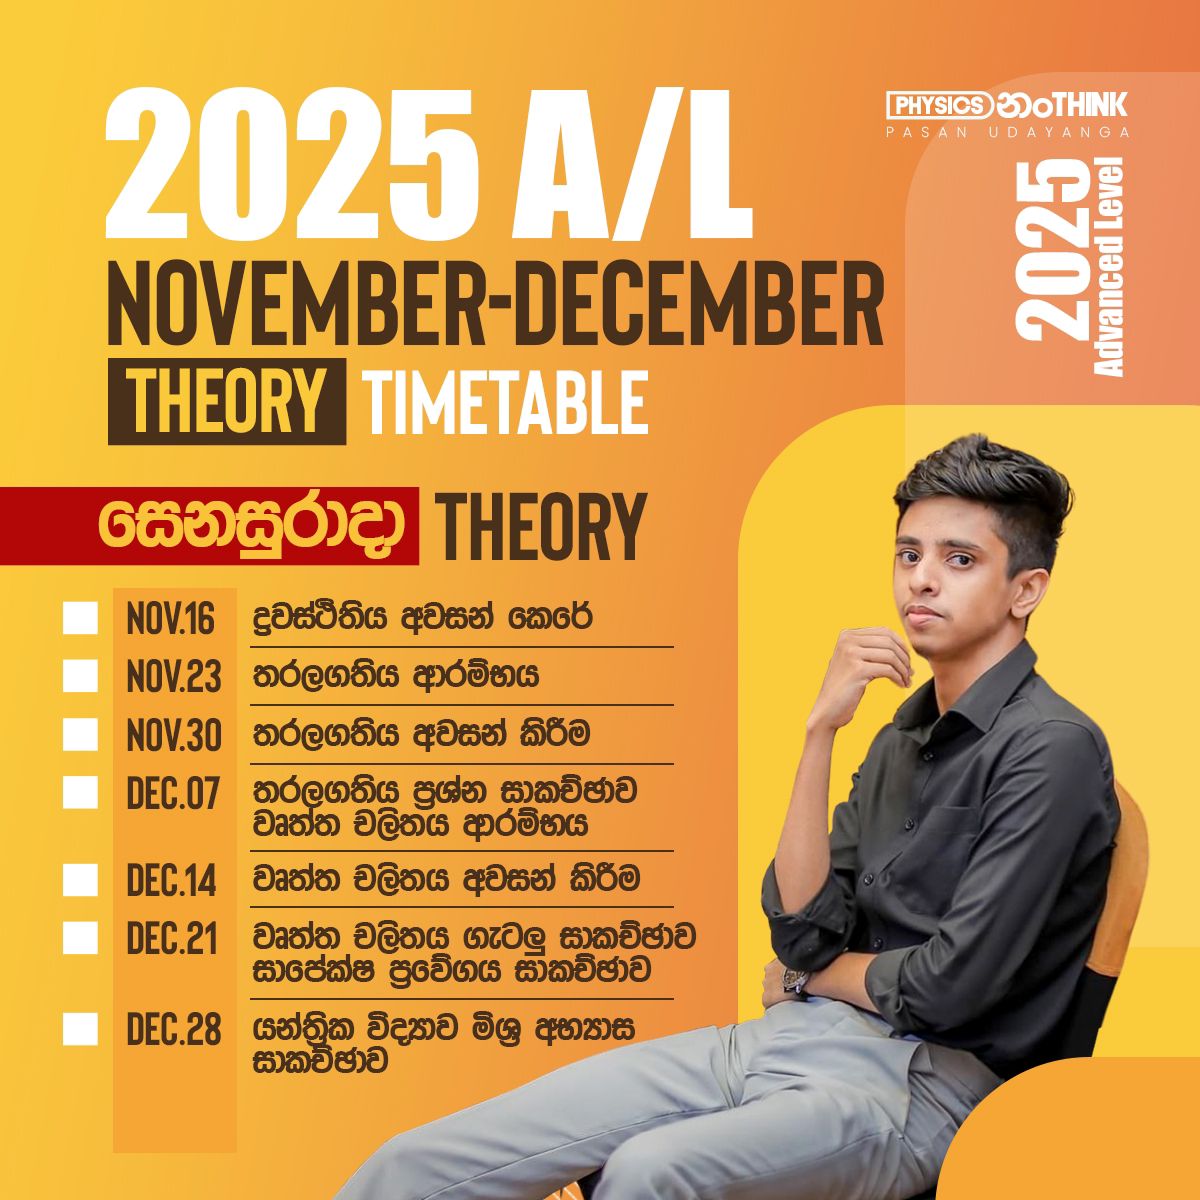 2025 A/L
NOVEMBER-DECEMBER
THEORY TIMETABLE
PHYSICS නංTHINK
PASAN UDAYANGA
2025
Advanced Level
සෙනසුරාදා THEORY
NOV.16 ද්‍රවස්ථිතිය අවසන් කෙරේ
NOV.23 තරලගතිය ආරම්භය
NOV.30 තරලගතිය අවසන් කිරීම
DEC.07 තරලගතිය ප්‍රශ්න සාකච්ඡාව
වෘත්ත චලිතය ආරම්භය
DEC.14 වෘත්ත චලිතය අවසන් කිරීම
DEC.21 වෘත්ත චලිතය ගැටලු සාකච්ඡාව
සාපේක්ෂ ප්‍රවේගය සාකච්ඡාව
DEC.28 යන්ත්‍රික විද්‍යාව මිශ්‍ර අභ්‍යාස
සාකච්ඡාව